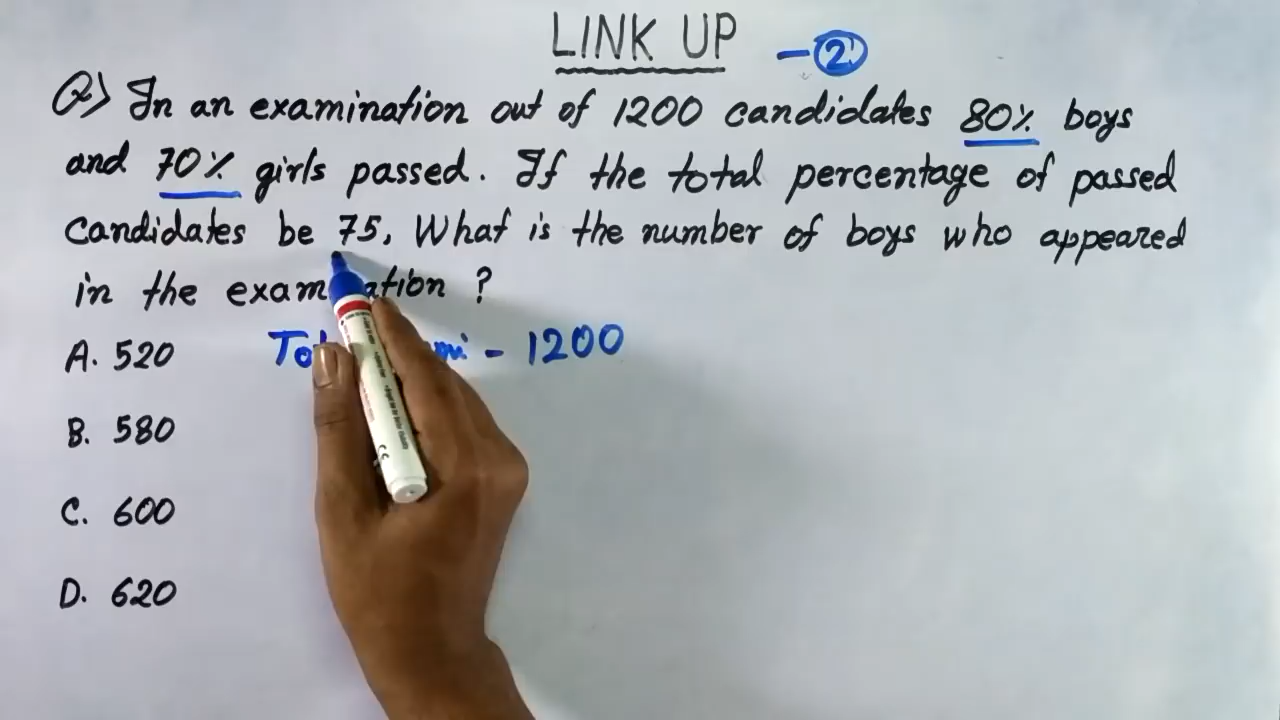 LINK UP - 2
Q> In an examination out of 1200 candidates 80% boys
and 70% girls passed. If the total percentage of passed
candidates be 75, What is the number of boys who appeared
in the ?
A. 520
- 1200
B. 580
C. 600
D. 620